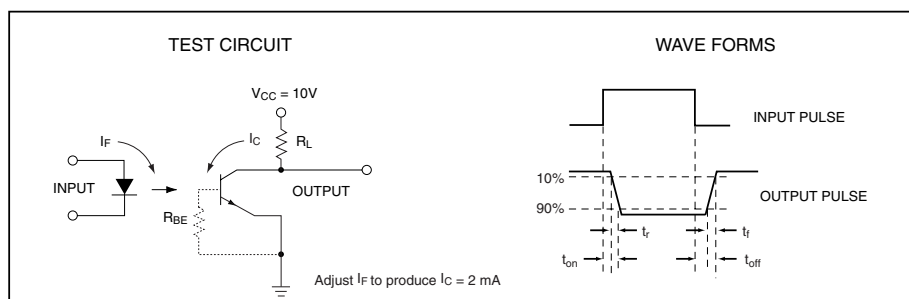 TEST CIRCUIT
WAVE FORMS
VCC = 10V
IF
IC
RL
INPUT
OUTPUT
RBE
Adjust IF to produce IC = 2 mA
INPUT PULSE
10%
OUTPUT PULSE
90%
tr
tf
ton
toff